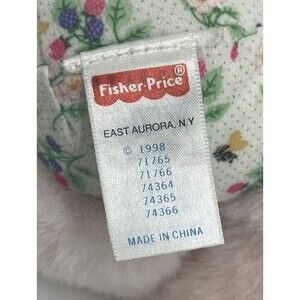 Fisher-Price®
EAST AURORA, N.Y
© 1998
71765
71766
74364
74365
74366
MADE IN CHINA